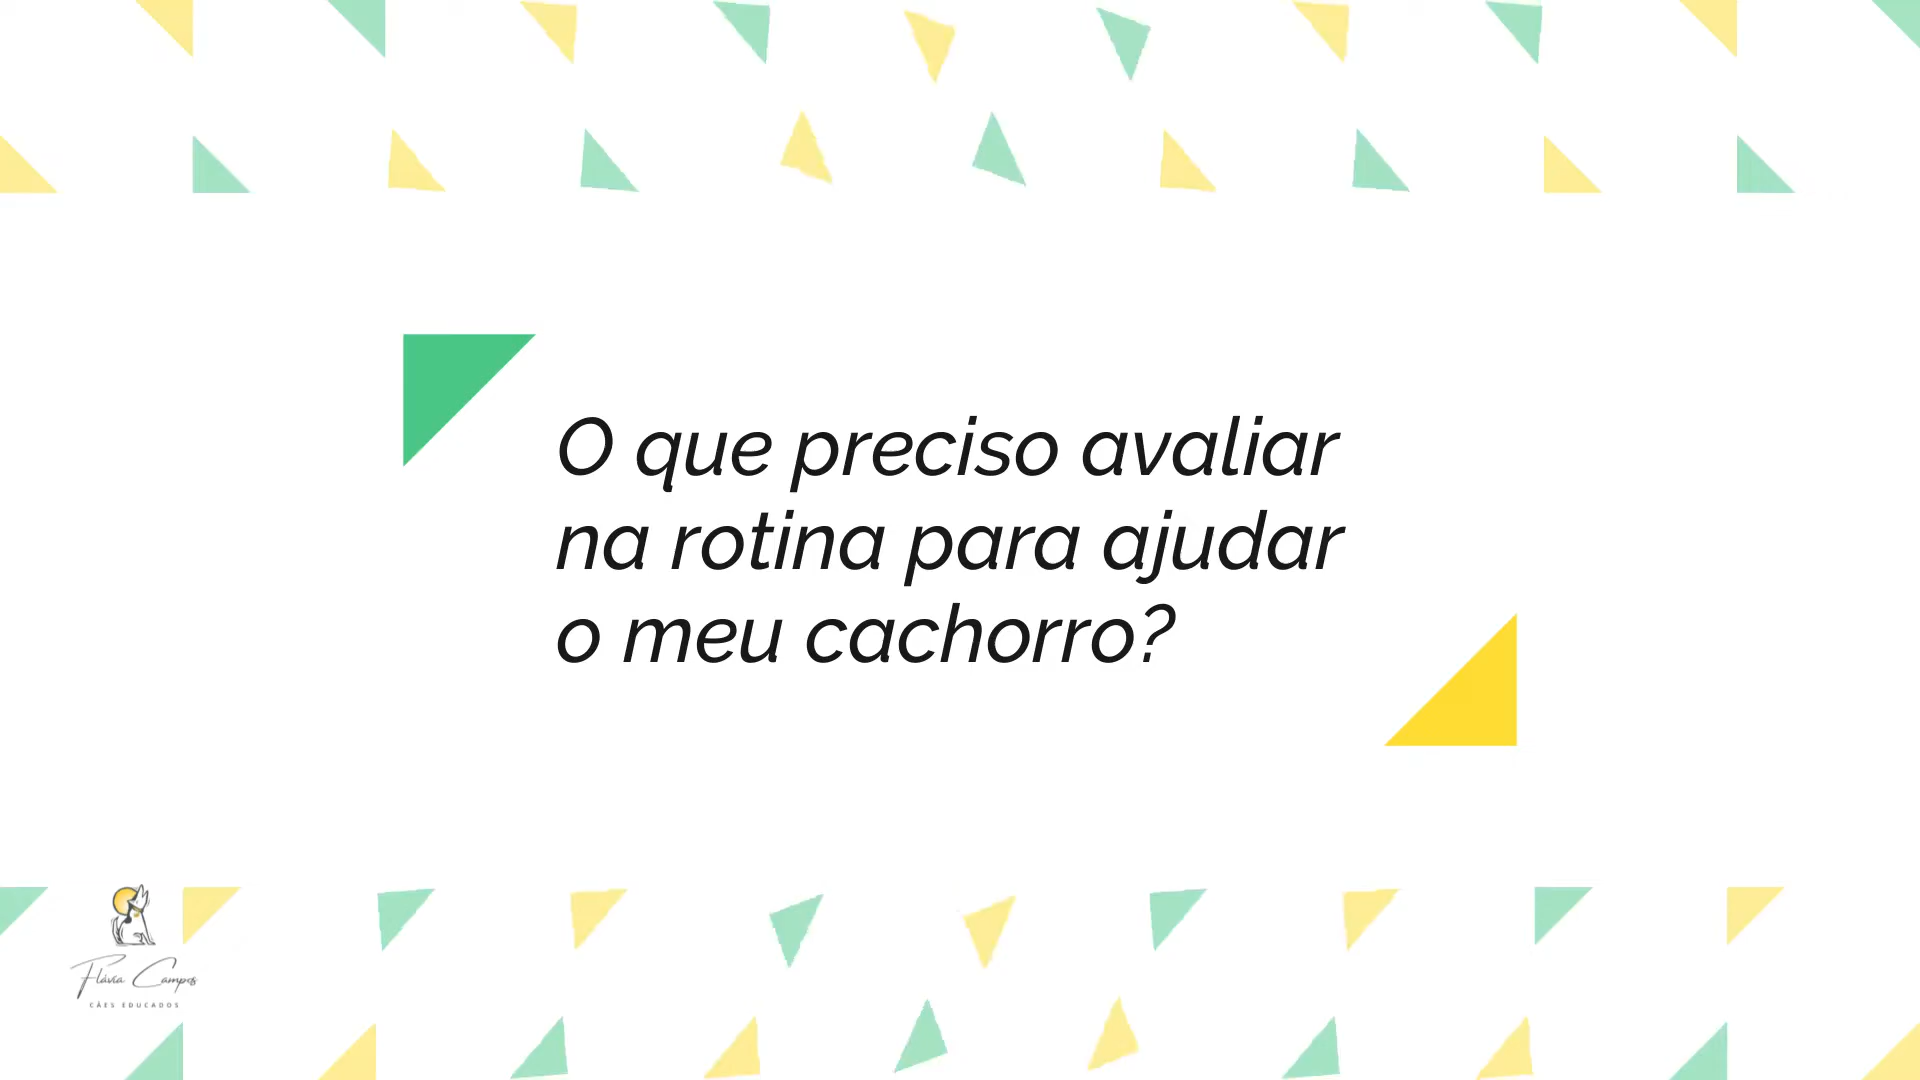 O que preciso avaliar
na rotina para ajudar
o meu cachorro?
Flávia Campos
CÃES EDUCADOS